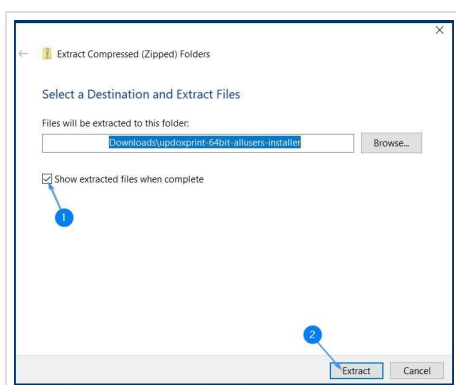 Extract Compressed (Zipped) Folders
Select a Destination and Extract Files
Files will be extracted to this folder:
Downloads\updoxprint-64bit-allusers-installer
Browse...
Show extracted files when complete
1
2
Extract
Cancel